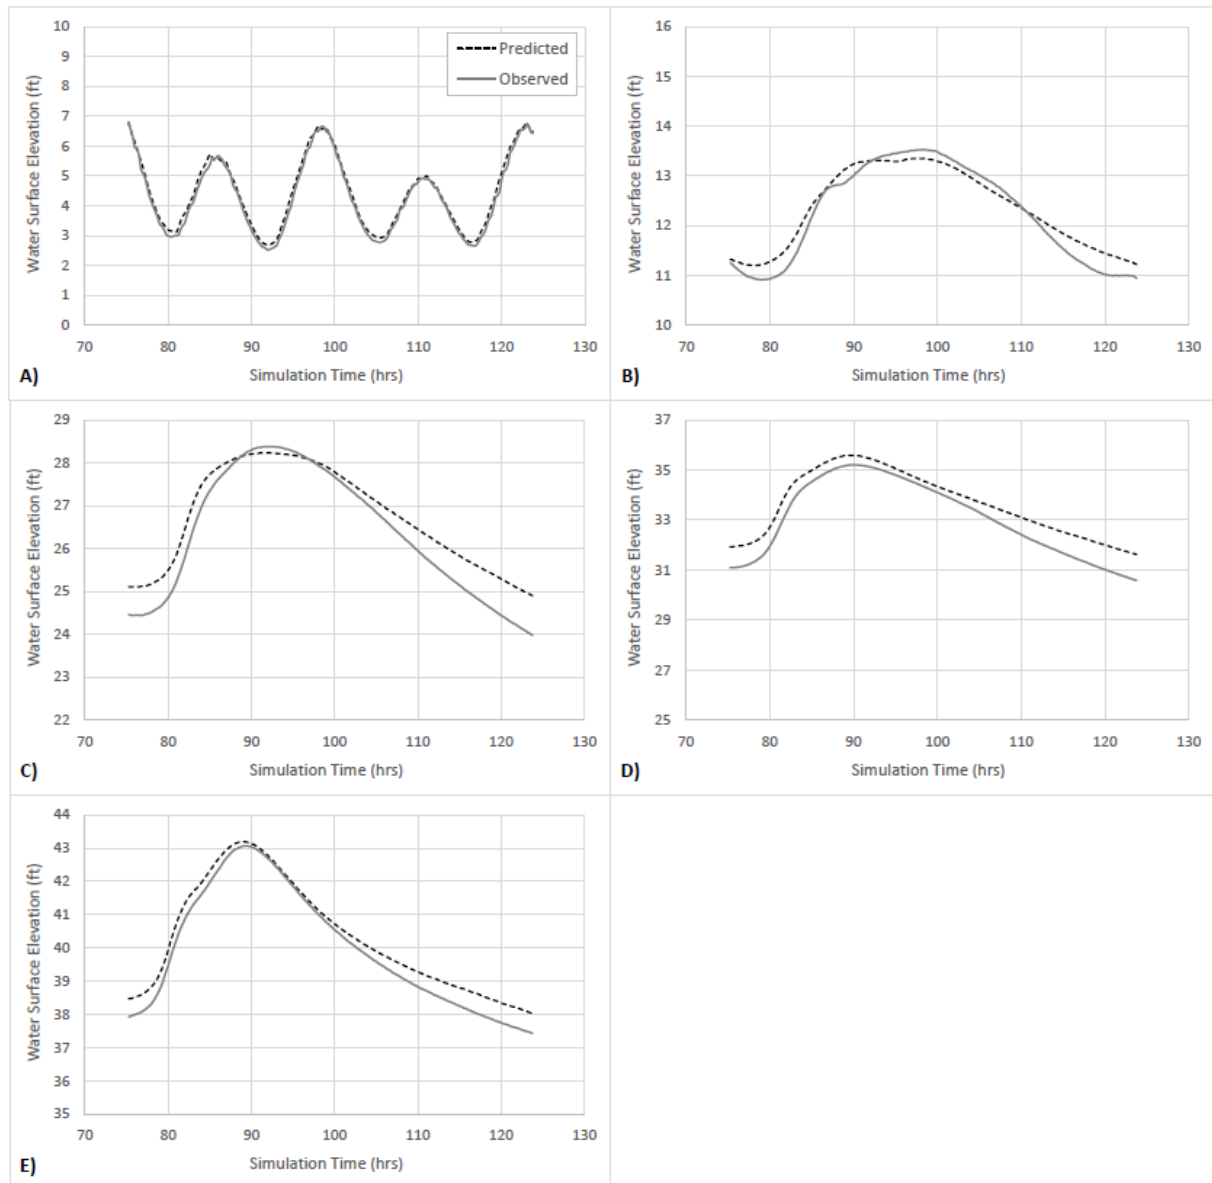 10
9
8
7
6
5
4
3
2
1
0
Water Surface Elevation (ft)
Predicted
Observed
70 80 90 100 110 120 130
Simulation Time (hrs)
A)
16
15
14
13
12
11
10
Water Surface Elevation (ft)
70 80 90 100 110 120 130
Simulation Time (hrs)
B)
29
28
27
26
25
24
23
22
Water Surface Elevation (ft)
70 80 90 100 110 120 130
Simulation Time (hrs)
C)
37
35
33
31
29
27
25
Water Surface Elevation (ft)
70 80 90 100 110 120 130
Simulation Time (hrs)
D)
44
43
42
41
40
39
38
37
36
35
Water Surface Elevation (ft)
70 80 90 100 110 120 130
Simulation Time (hrs)
E)